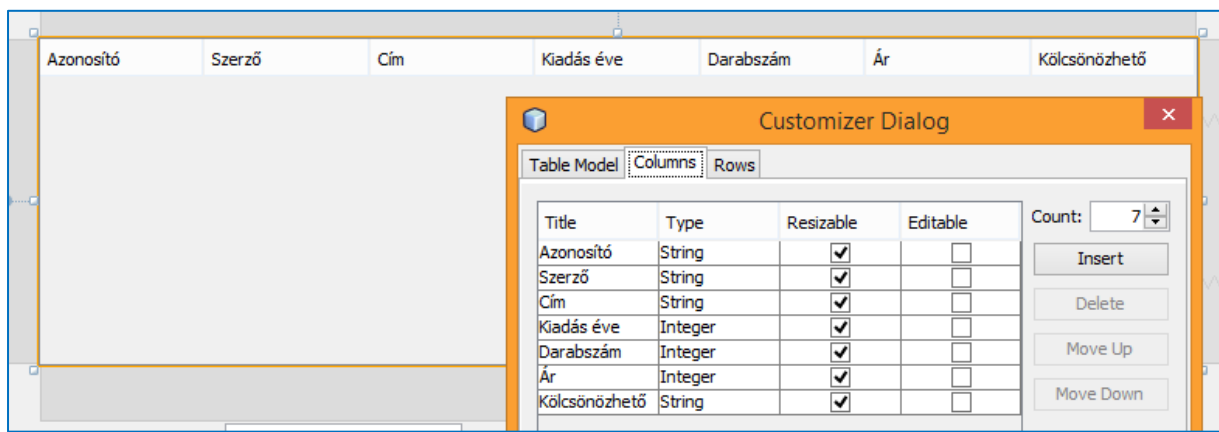 Azonosító Szerző Cím Kiadás éve Darabszám Ár Kölcsönözhető
Customizer Dialog
Table Model Columns Rows
Title Type Resizable Editable
Count: 7
Azonosító String
Insert
Szerző String
Cím String
Delete
Kiadás éve Integer
Darabszám Integer
Move Up
Ár Integer
Kölcsönözhető String
Move Down